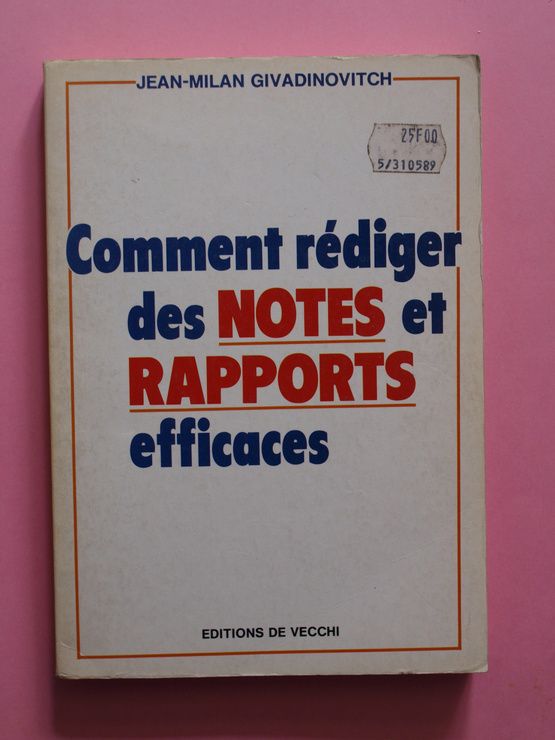 JEAN-MILAN GIVADINOVITCH
25F00
5/310589
Comment rédiger
des NOTES et
RAPPORTS
efficaces
EDITIONS DE VECCHI